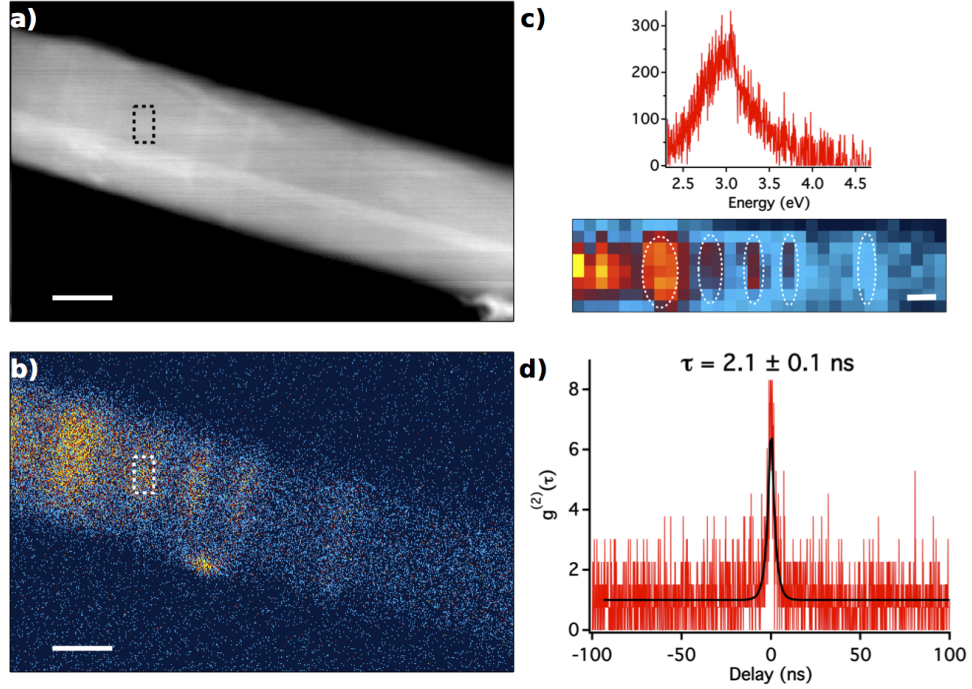 a)
c)
300
200
100
0
2.5 3.0 3.5 4.0 4.5
Energy (eV)
b)
d)
τ = 2.1 ± 0.1 ns
8
6
4
2
0
g(2)(τ)
-100 -50 0 50 100
Delay (ns)